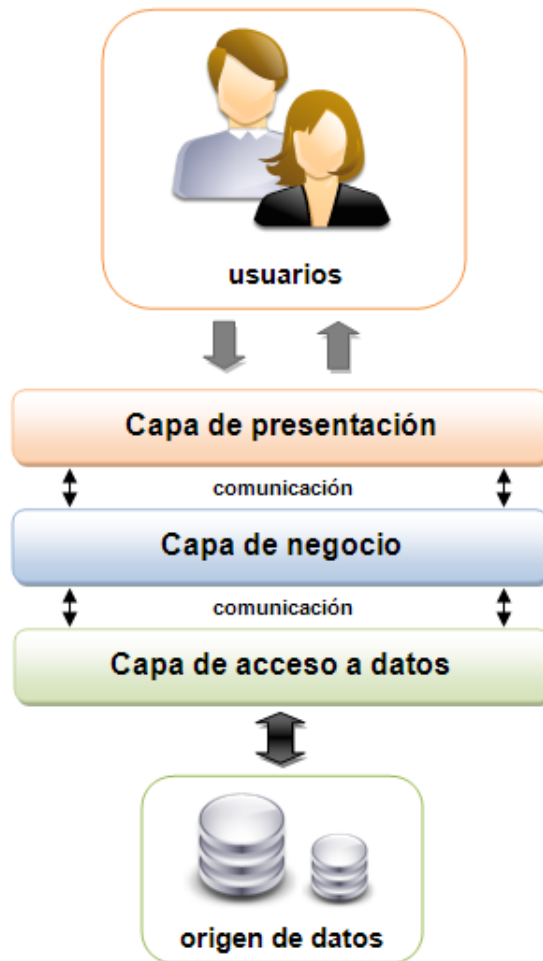 usuarios
Capa de presentación
comunicación
Capa de negocio
comunicación
Capa de acceso a datos
origen de datos